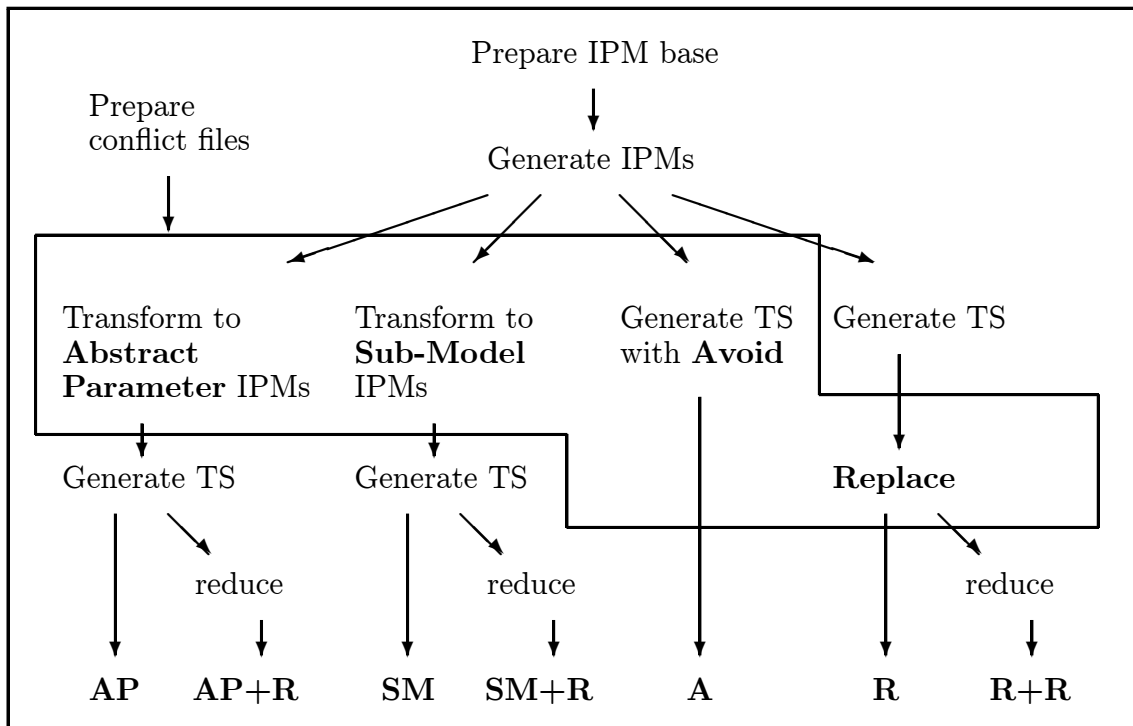 Prepare IPM base
Prepare
conflict files
Generate IPMs
Transform to
Abstract
Parameter IPMs
Transform to
Sub-Model
IPMs
Generate TS
with Avoid
Generate TS
Generate TS
Generate TS
Replace
reduce
reduce
reduce
AP
AP+R
SM
SM+R
A
R
R+R